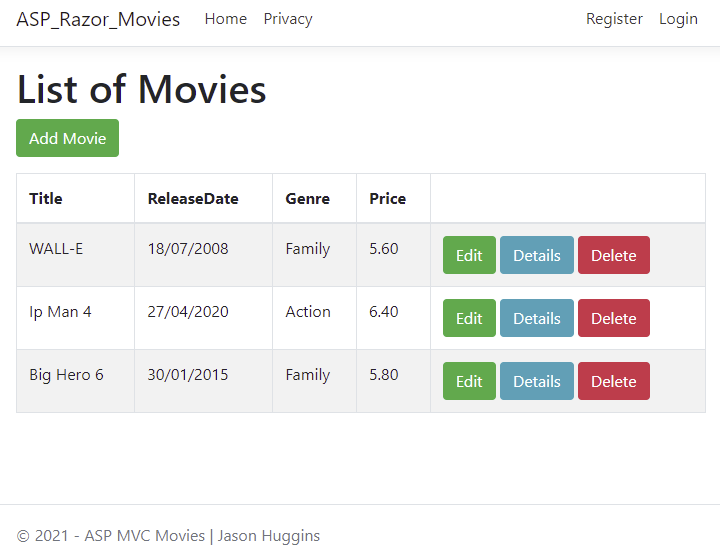 ASP_Razor_Movies Home Privacy Register Login
List of Movies
Add Movie
Title ReleaseDate Genre Price
WALL-E 18/07/2008 Family 5.60 Edit Details Delete
Ip Man 4 27/04/2020 Action 6.40 Edit Details Delete
Big Hero 6 30/01/2015 Family 5.80 Edit Details Delete
© 2021 - ASP MVC Movies | Jason Huggins